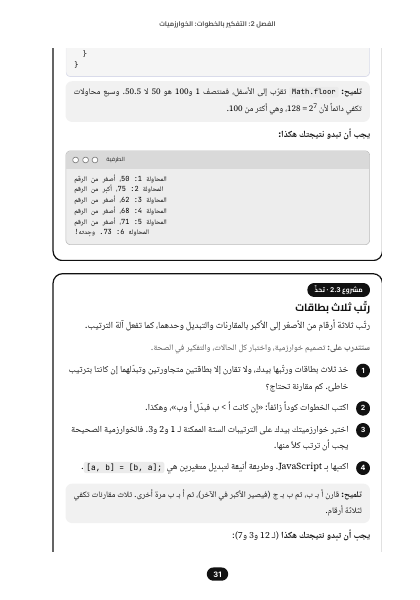 الفصل 2: التفكير بالخطوات: الخوارزميات
}
}
تلميح: Math.floor تقرّب إلى الأسفل، فمنتصف 1 و100 هو 50 لا 50.5. وسبع محاولات
تكفي دائماً لأن 2⁷ = 128، وهي أكثر من 100.
يجب أن تبدو نتيجتك هكذا:
الطرفية
المحاولة 1: 50، أصغر من الرقم
المحاولة 2: 75، أكبر من الرقم
المحاولة 3: 62، أصغر من الرقم
المحاولة 4: 68، أصغر من الرقم
المحاولة 5: 71، أصغر من الرقم
المحاولة 6: 73. وجدته!
مشروع 2.3 · تحدٍّ
رتّب ثلاث بطاقات
رتّب ثلاثة أرقام من الأصغر إلى الأكبر بالمقارنات والتبديل وحدهما، كما تفعل آلة الترتيب.
ستتدرب على: تصميم خوارزمية، واختبار كل الحالات، والتفكير في الصحة.
1 خذ ثلاث بطاقات ورتّبها بيدك، ولا تقارن إلا بطاقتين متجاورتين وتبدّلهما إن كانتا بترتيب
خاطئ. كم مقارنة تحتاج؟
2 اكتب الخطوات كوداً زائفاً: «إن كانت أ > ب فبدّل أ وب»، وهكذا.
3 اختبر خوارزميتك بيدك على الترتيبات الستة الممكنة لـ 1 و2 و3. فالخوارزمية الصحيحة
يجب أن ترتب كلاً منها.
4 اكتبها بـ JavaScript. وطريقة أنيقة لتبديل متغيرين هي [a, b] = [b, a];.
تلميح: قارن أ بـ ب، ثم ب بـ ج (فيصير الأكبر في الآخر)، ثم أ بـ ب مرة أخرى. ثلاث مقارنات تكفي
لثلاثة أرقام.
يجب أن تبدو نتيجتك هكذا (لـ 12 و3 و7):
31